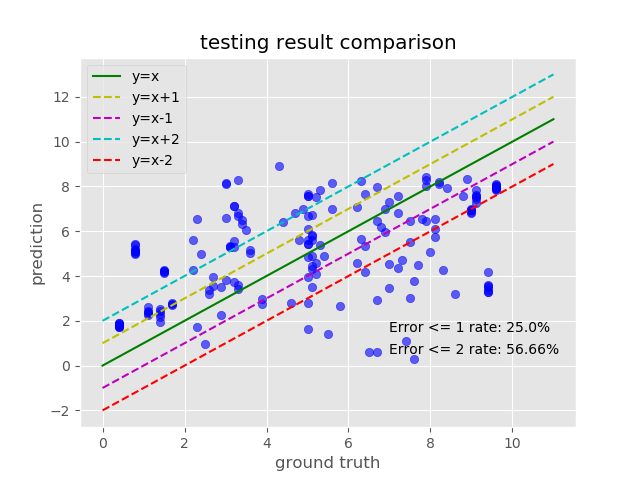 testing result comparison
y=x
y=x+1
y=x-1
y=x+2
y=x-2
12
10
8
6
4
2
0
−2
prediction
Error <= 1 rate: 25.0%
Error <= 2 rate: 56.66%
0 2 4 6 8 10
ground truth